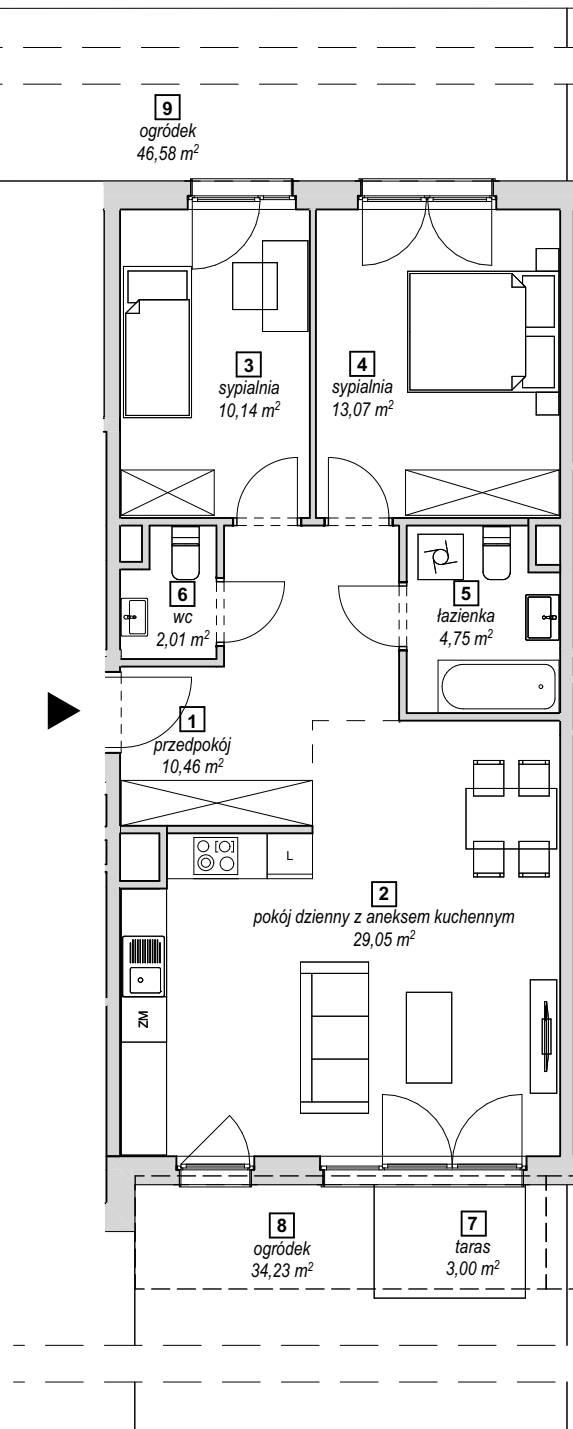 9
ogródek
46,58 m²
3
sypialnia
10,14 m²
4
sypialnia
13,07 m²
6
wc
2,01 m²
5
łazienka
4,75 m²
1
przedpokój
10,46 m²
L
2
pokój dzienny z aneksem kuchennym
29,05 m²
ZM
8
ogródek
34,23 m²
7
taras
3,00 m²